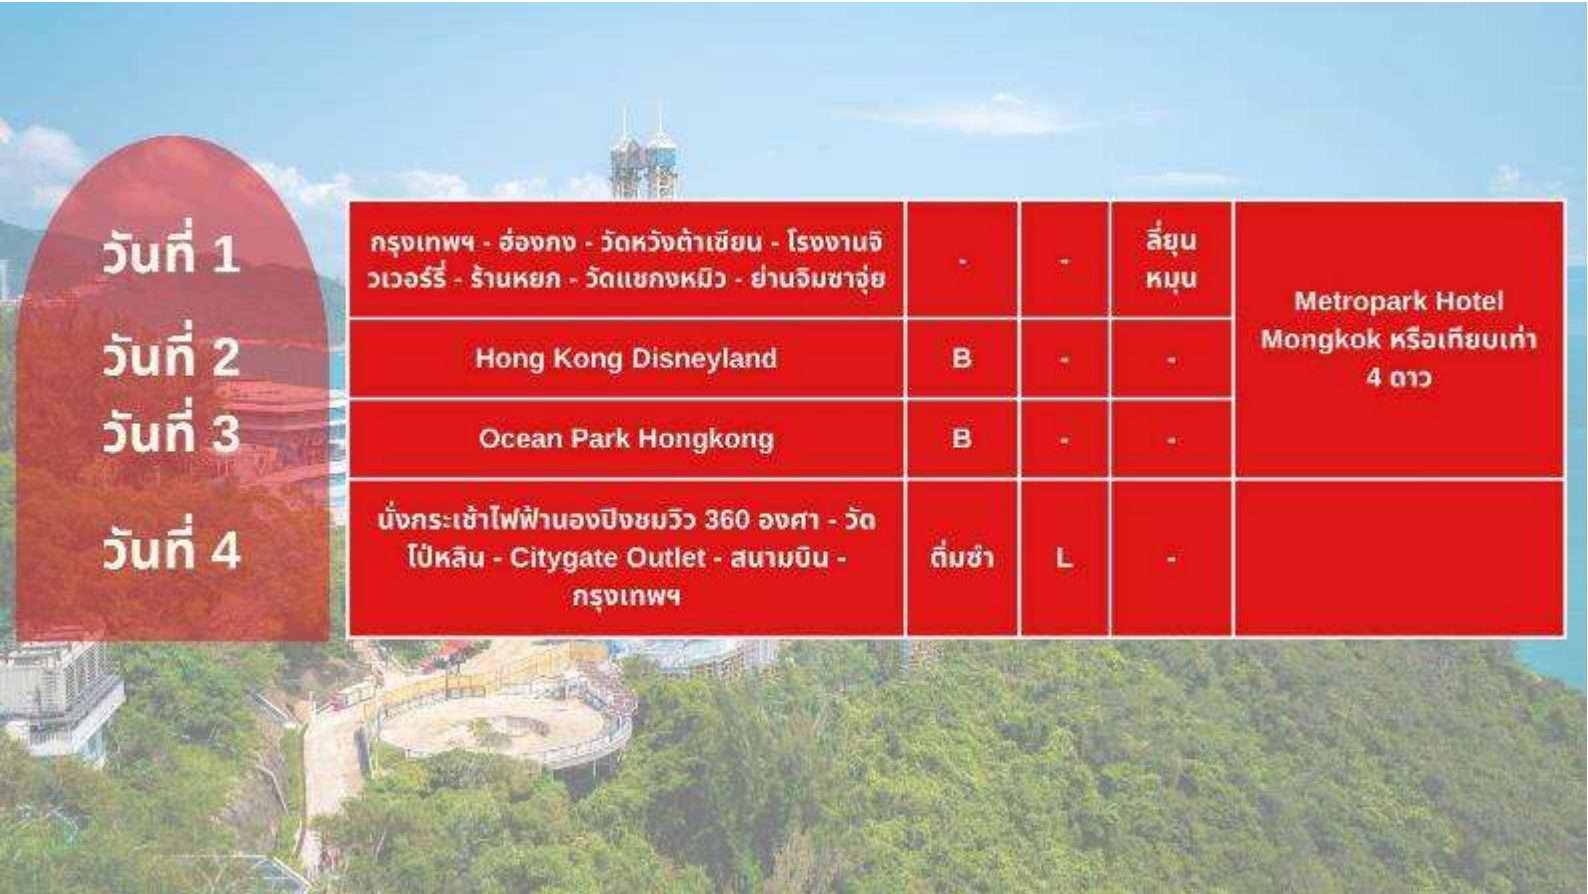 วันที่ 1
กรุงเทพฯ - ฮ่องกง - วัดหวังต้าเซียน - โรงงานจิ
วเวอร์รี่ - ร้านหยก - วัดแชกงหมิว - ย่านจิมซาจุ่ย
-
-
ลี่ยุน
หมุน
Metropark Hotel
Mongkok หรือเทียบเท่า
4 ดาว
วันที่ 2
Hong Kong Disneyland
B
-
-
วันที่ 3
Ocean Park Hongkong
B
-
-
วันที่ 4
นั่งกระเช้าไฟฟ้านองปิงชมวิว 360 องศา - วัด
โป่หลิน - Citygate Outlet - สนามบิน -
กรุงเทพฯ
ติ่มซำ
L
-